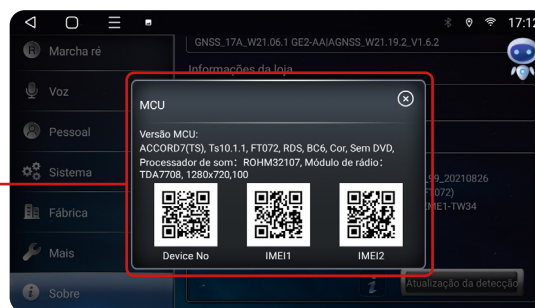 17:12
GNSS_17A_W21.06.1 GE2-AA|AGNSS_W21.19.2_V1.6.2
Marcha ré
Informações da loja
Voz
MCU
Versão MCU:
ACCORD7(TS), Ts10.1.1, FT072, RDS, BC6, Cor, Sem DVD,
Processador de som: ROHM32107, Módulo de rádio:
TDA7708, 1280x720,100
Pessoal
Sistema
_99_20210826
FT072)
ME1-TW34
Fábrica
Device No
IMEI1
IMEI2
Mais
Sobre
Atualização da detecção